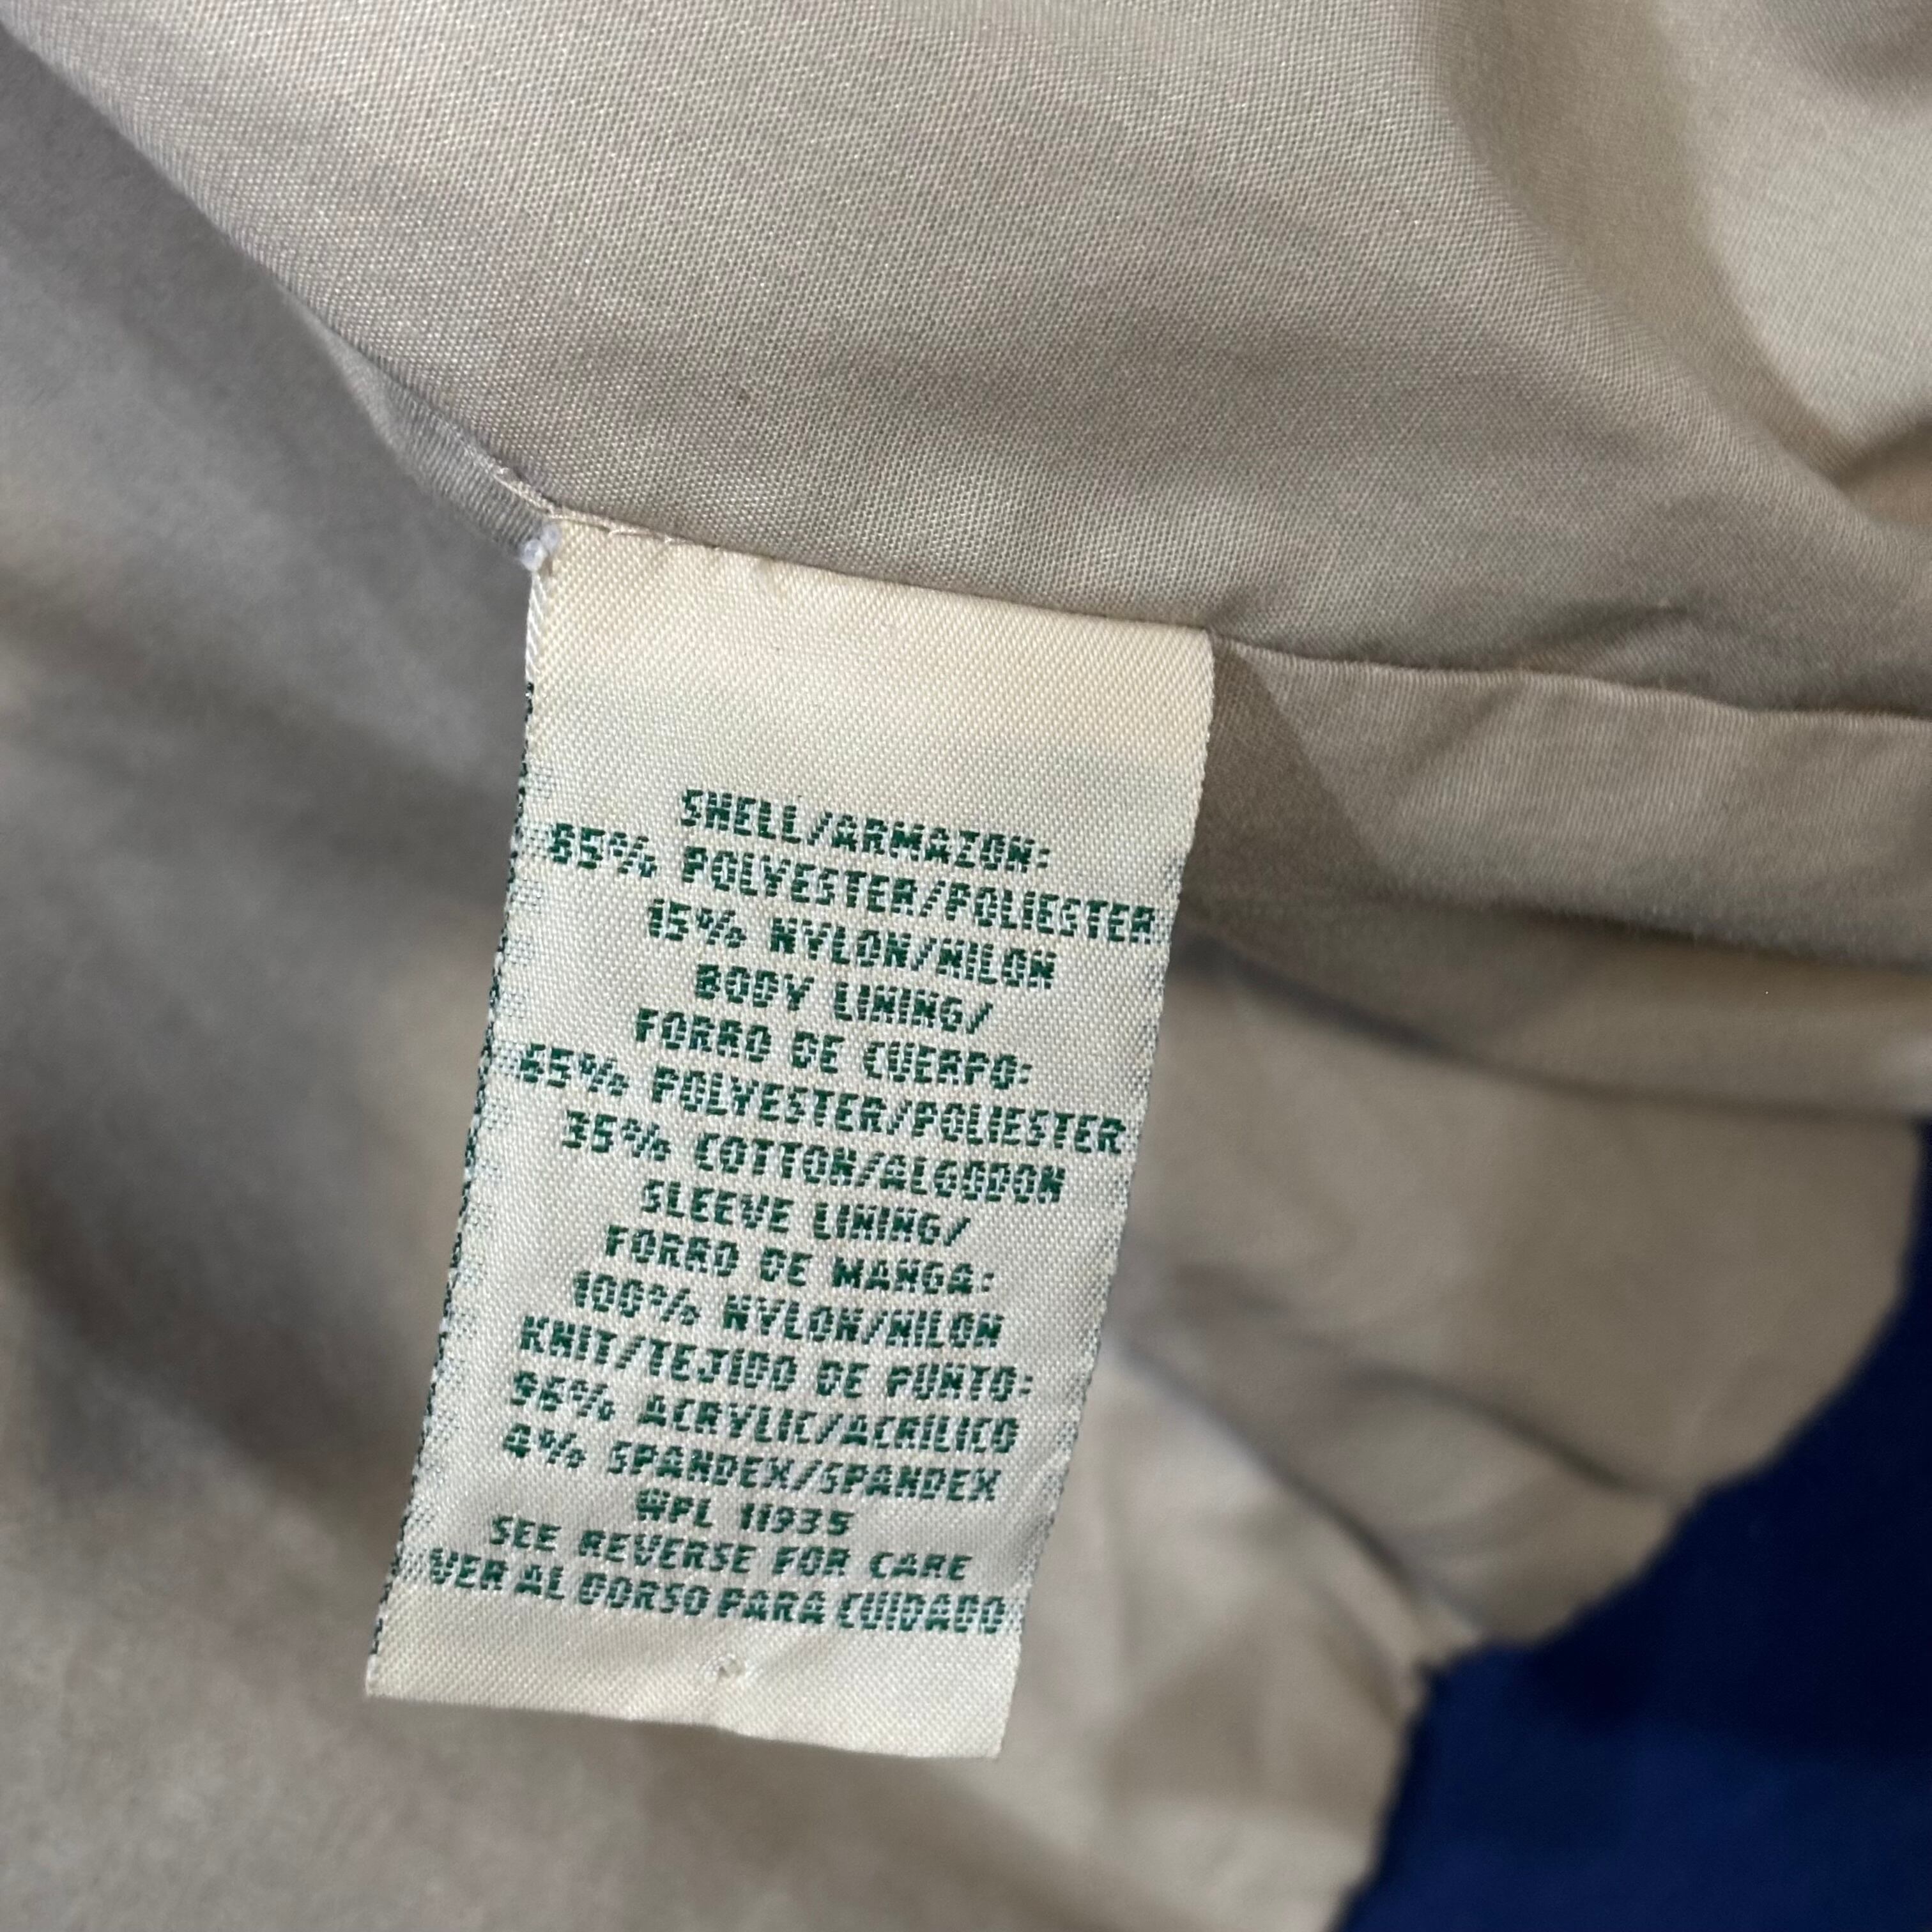 SHELL/ARMAZON:
85% POLYESTER/POLIESTER
15% NYLON/NILON
BODY LINING/
FORRO DE CUERPO:
65% POLYESTER/POLIESTER
35% COTTON/ALGODON
SLEEVE LINING/
FORRO DE MANGA:
100% NYLON/NILON
KNIT/TEJIDO DE PUNTO:
96% ACRYLIC/ACRILICO
4% SPANDEX/SPANDEX
WPL 11935
SEE REVERSE FOR CARE
VER AL DORSO PARA CUIDADO